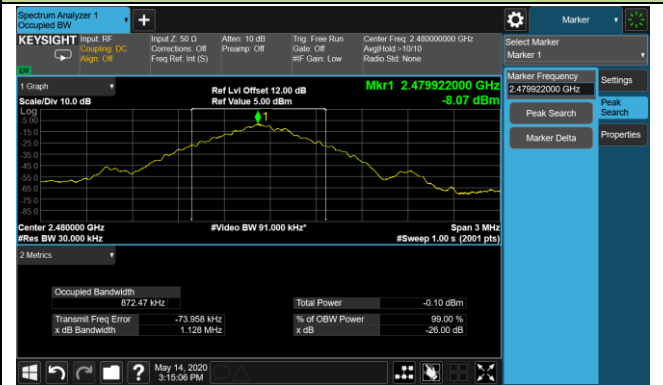 Spectrum Analyzer 1
Occupied BW
Marker
KEYSIGHT
Input: RF
Coupling: DC
Align: Off
Input Z: 50 Ω
Corrections: Off
Freq Ref: Int (S)
Atten: 10 dB
Preamp: Off
Trig: Free Run
Gate: Off
#IF Gain: Low
Center Freq: 2.480000000 GHz
Avg|Hold:>10/10
Radio Std: None
Select Marker
Marker 1
1 Graph
Scale/Div 10.0 dB
Ref Lvl Offset 12.00 dB
Ref Value 5.00 dBm
Mkr1 2.479922000 GHz
-8.07 dBm
Log
-5.00
-15.0
-25.0
-35.0
-45.0
-55.0
-65.0
-75.0
-85.0
1
Center 2.480000 GHz
#Res BW 30.000 kHz
#Video BW 91.000 kHz*
Span 3 MHz
#Sweep 1.00 s (2001 pts)
Marker Frequency
2.479922000 GHz
Peak Search
Marker Delta
Settings
Peak
Search
Properties
2 Metrics
Occupied Bandwidth
872.47 kHz
Total Power -0.10 dBm
Transmit Freq Error -73.958 kHz
% of OBW Power 99.00 %
x dB Bandwidth 1.128 MHz
x dB -26.00 dB
May 14, 2020
3:15:06 PM